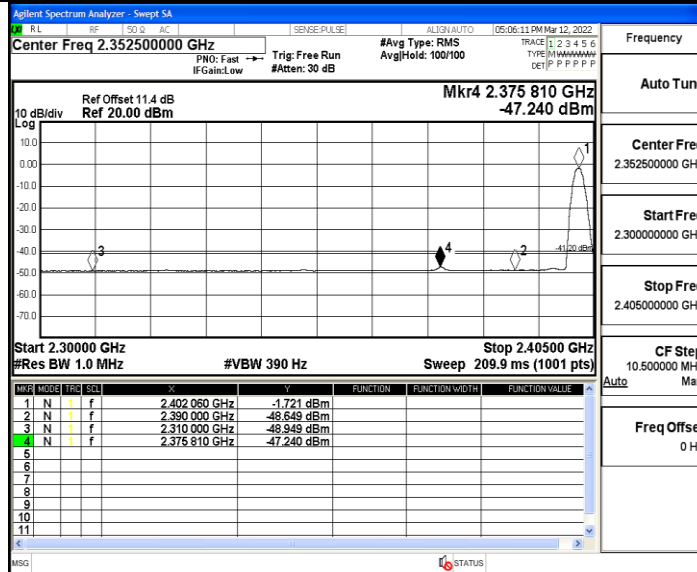 Agilent Spectrum Analyzer - Swept SA
RL RF 50 Ω AC SENSE:PULSE ALIGNAUTO 05:06:11 PM Mar 12, 2022
Center Freq 2.352500000 GHz
PNO: Fast
IFGain:Low
Trig: Free Run
#Atten: 30 dB
#Avg Type: RMS
Avg|Hold: 100/100
TRACE 1 2 3 4 5 6
TYPE MWWWWW
DET P P P P P P
Ref Offset 11.4 dB
Ref 20.00 dBm
10 dB/div
Log
Mkr4 2.375 810 GHz
-47.240 dBm
10.0
0.00
-10.0
-20.0
-30.0
-40.0
-50.0
-60.0
-70.0
1
2
3
4
-41.20 dBm
Start 2.30000 GHz
Stop 2.40500 GHz
#Res BW 1.0 MHz #VBW 390 Hz Sweep 209.9 ms (1001 pts)
MKR MODE TRC SCL X Y FUNCTION FUNCTION WIDTH FUNCTION VALUE
1 N 1 f 2.402 060 GHz -1.721 dBm
2 N 1 f 2.390 000 GHz -48.649 dBm
3 N 1 f 2.310 000 GHz -48.949 dBm
4 N 1 f 2.375 810 GHz -47.240 dBm
5
6
7
8
9
10
11
MSG STATUS
Frequency
Auto Tun
Center Fre
2.352500000 GH
Start Fre
2.300000000 GH
Stop Fre
2.405000000 GH
CF Ste
10.500000 MH
Auto Ma
Freq Offse
0 H